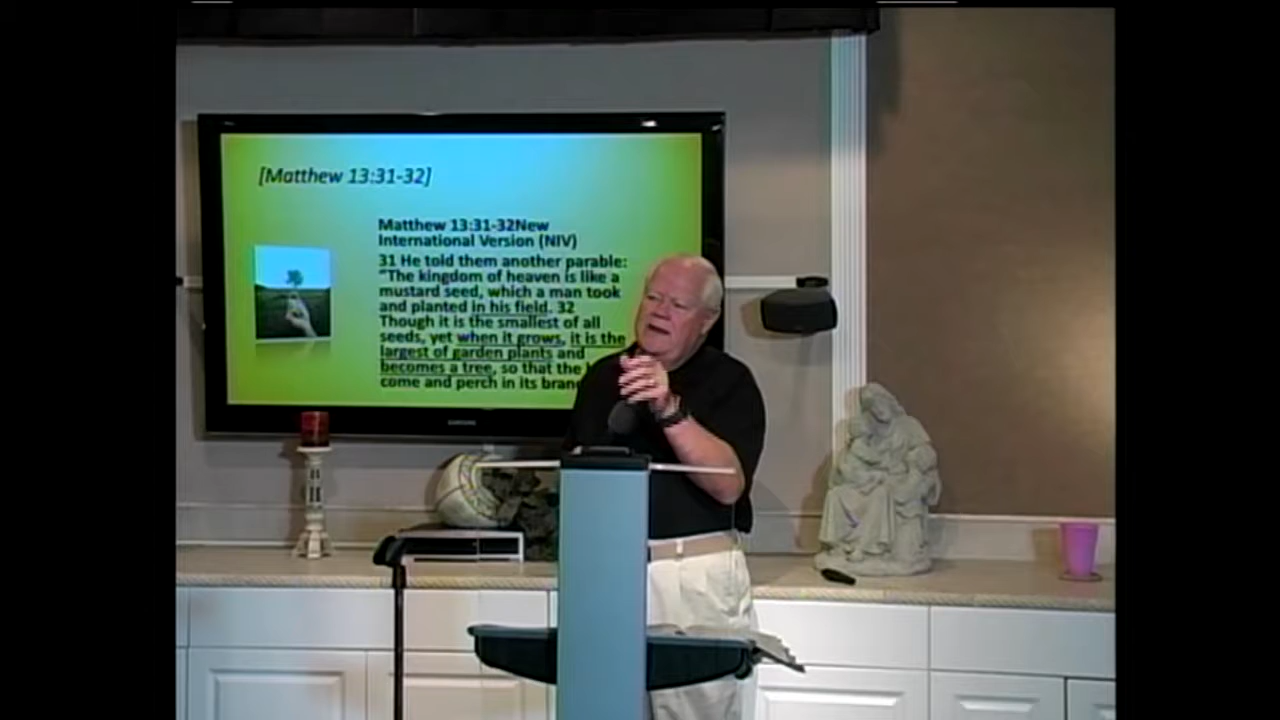 [Matthew 13:31-32]
Matthew 13:31-32New
International Version (NIV)
31 He told them another parable:
“The kingdom of heaven is like a
mustard seed, which a man took
and planted in his field. 32
Though it is the smallest of all
seeds, yet when it grows, it is the
largest of garden plants and
becomes a tree, so that the
come and perch in its
SAMSUNG